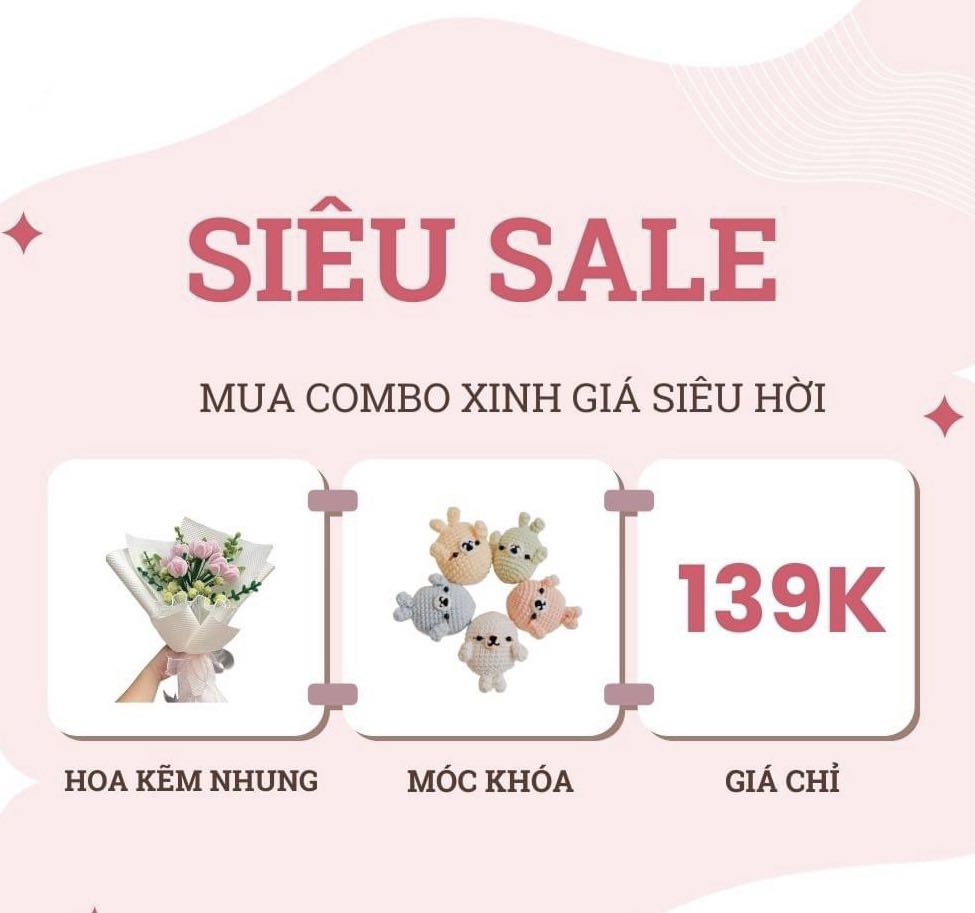 SIÊU SALE
MUA COMBO XINH GIÁ SIÊU HỜI
139K
HOA KẼM NHUNG
MÓC KHÓA
GIÁ CHỈ